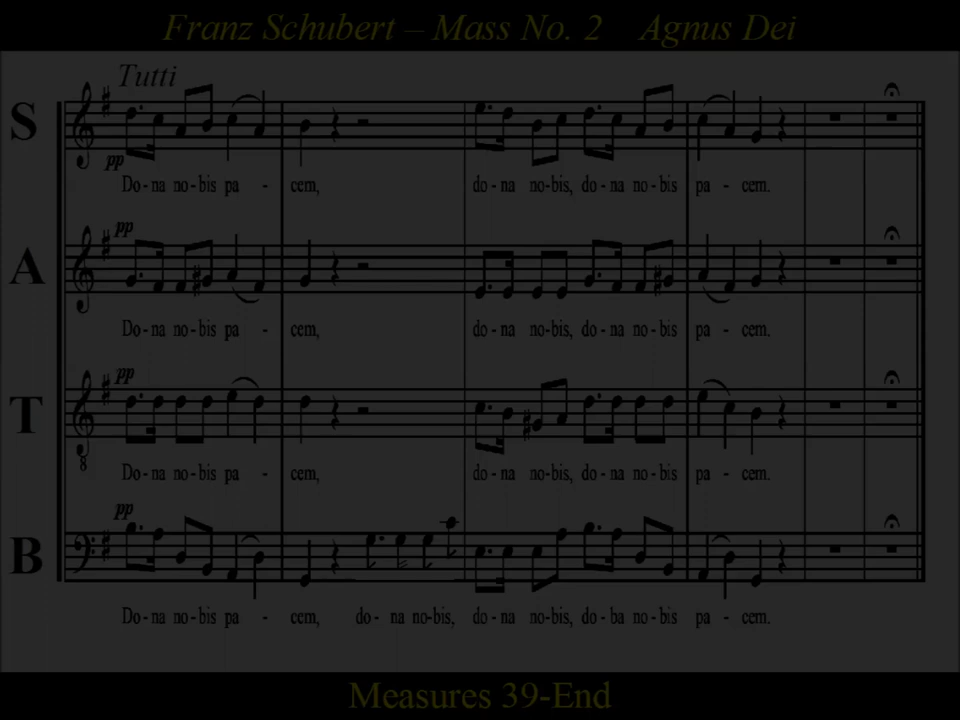 Franz Schubert – Mass No. 2 Agnus Dei
Tutti
S
pp
Do - na no - bis pa - cem, do - na no - bis, do - na no - bis pa - cem.
pp
A
Do - na no - bis pa - cem, do - na no - bis, do - na no - bis pa - cem.
pp
T
8
Do - na no - bis pa - cem, do - na no - bis, do - na no - bis pa - cem.
pp
B
Do - na no - bis pa - cem, do - na no - bis, do - na no - bis, do - ba no - bis pa - cem.
Measures 39-End